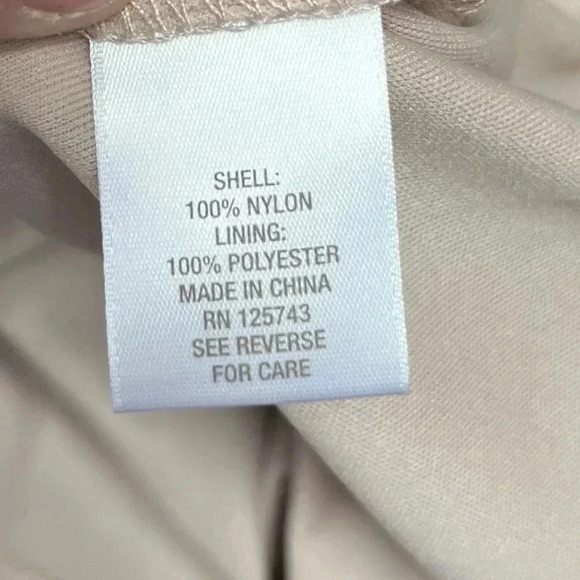 SHELL:
100% NYLON
LINING:
100% POLYESTER
MADE IN CHINA
RN 125743
SEE REVERSE
FOR CARE